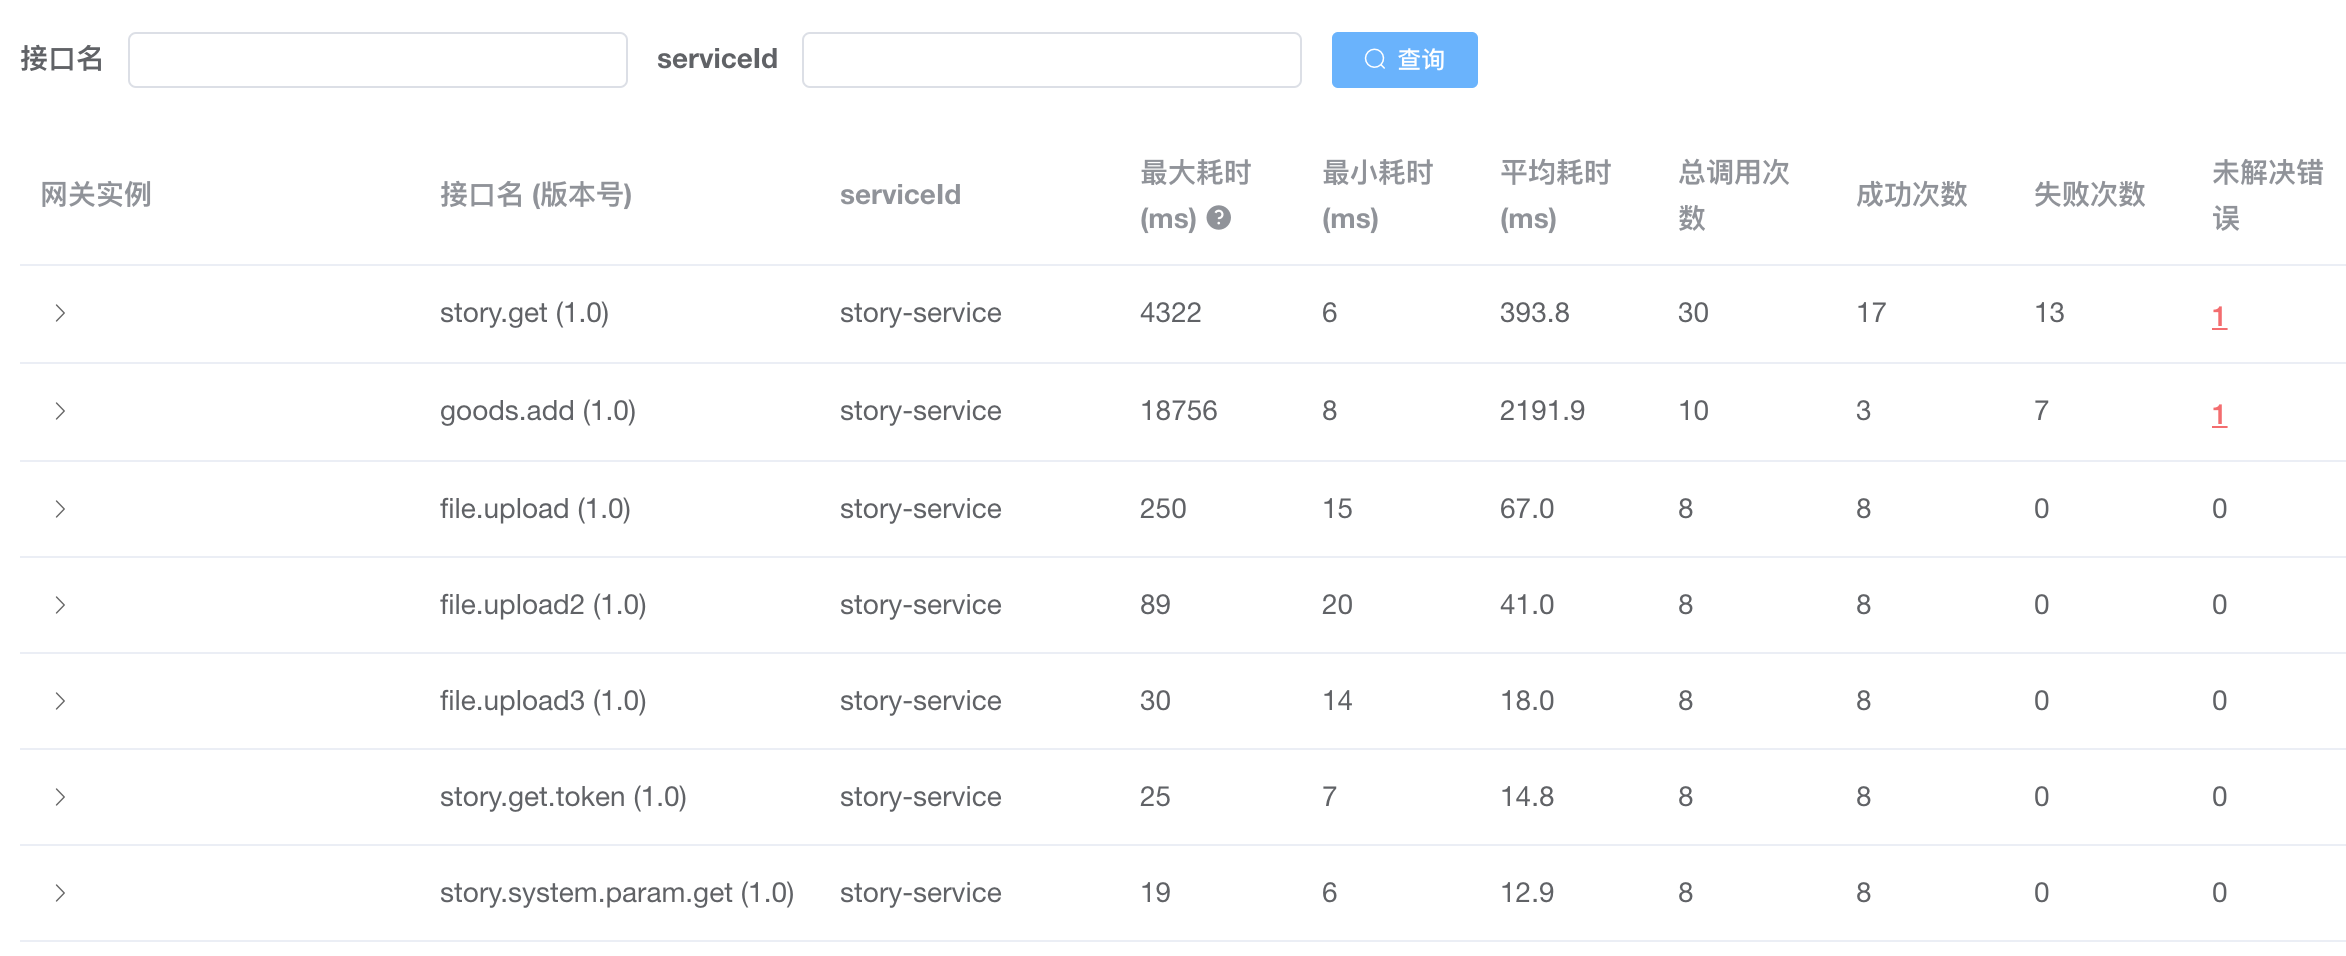 接口名 serviceId 查询
网关实例 接口名 (版本号) serviceId 最大耗时(ms) 最小耗时(ms) 平均耗时(ms) 总调用次数 成功次数 失败次数 未解决错误
story.get (1.0) story-service 4322 6 393.8 30 17 13 1
goods.add (1.0) story-service 18756 8 2191.9 10 3 7 1
file.upload (1.0) story-service 250 15 67.0 8 8 0 0
file.upload2 (1.0) story-service 89 20 41.0 8 8 0 0
file.upload3 (1.0) story-service 30 14 18.0 8 8 0 0
story.get.token (1.0) story-service 25 7 14.8 8 8 0 0
story.system.param.get (1.0) story-service 19 6 12.9 8 8 0 0